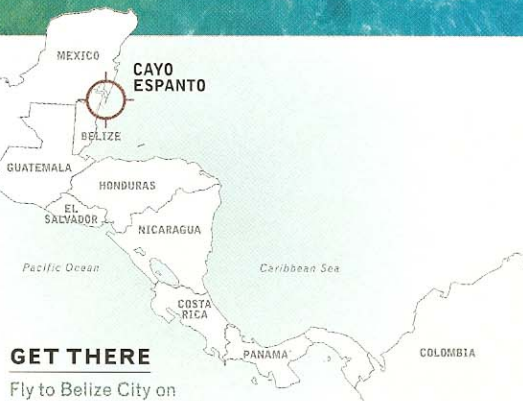 MEXICO
CAYO
ESPANTO
BELIZE
GUATEMALA
HONDURAS
EL
SALVADOR
NICARAGUA
Pacific Ocean
Caribbean Sea
COSTA
RICA
PANAMA
COLOMBIA
GET THERE
Fly to Belize City on